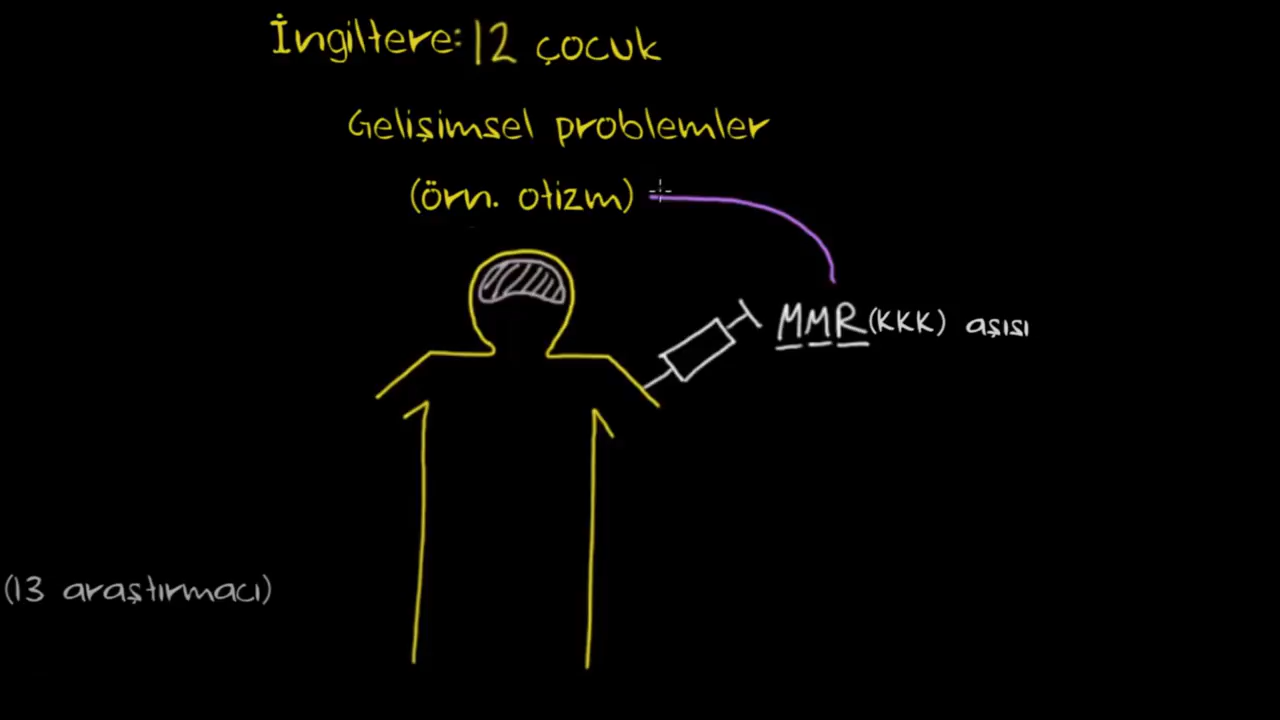 İngiltere: 12 çocuk
Gelişimsel problemler
(örn. otizm)
MMR (KKK) aşısı
(13 araştırmacı)